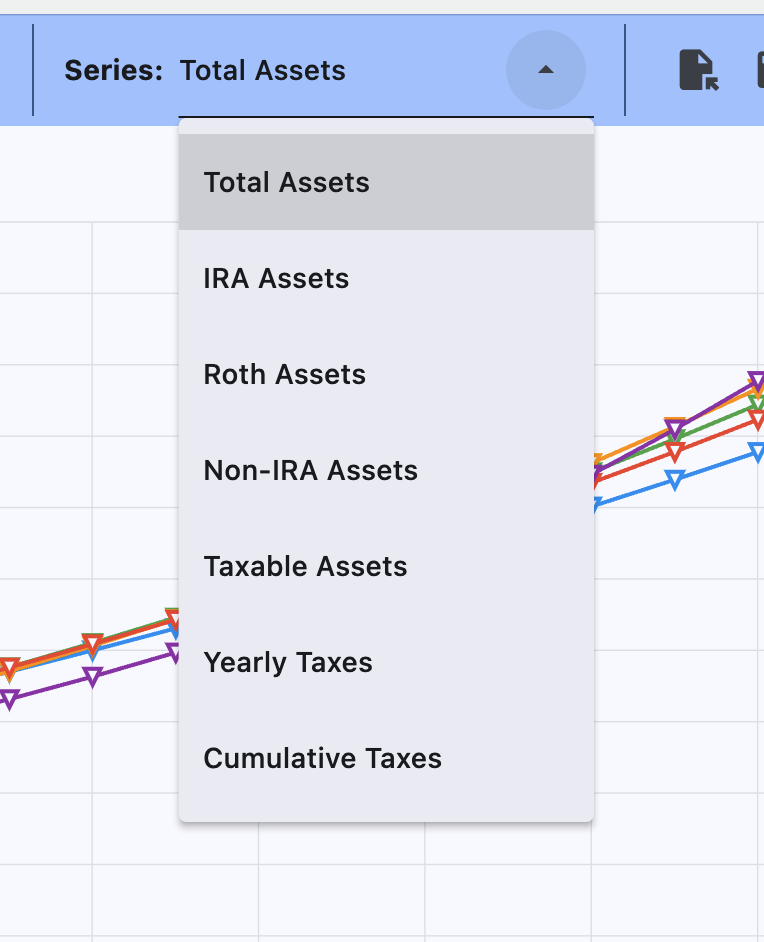 Series: Total Assets
Total Assets
IRA Assets
Roth Assets
Non-IRA Assets
Taxable Assets
Yearly Taxes
Cumulative Taxes